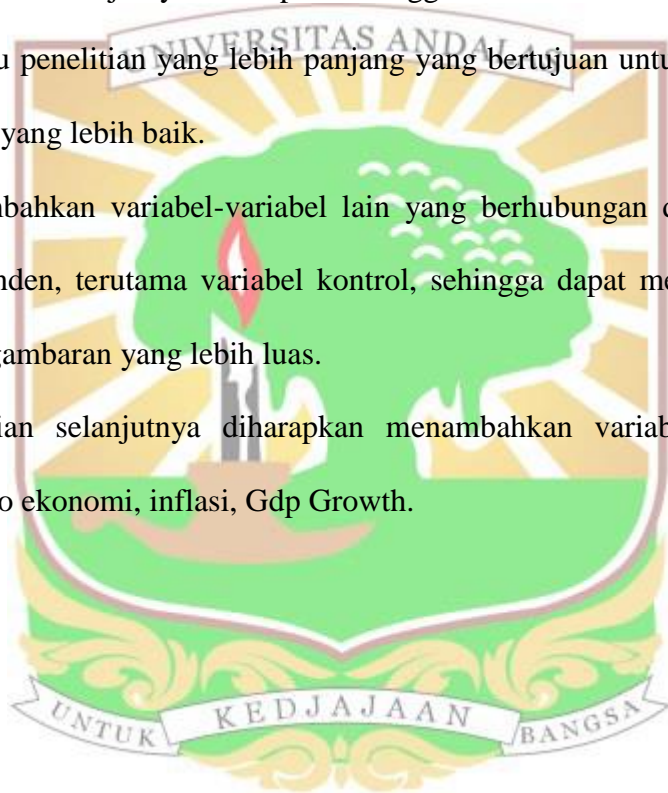 UNIVERSITAS ANDALAS
penelitian yang lebih panjang yang bertujuan untu
yang lebih baik.
nbahkan variabel-variabel lain yang berhubungan d
nden, terutama variabel kontrol, sehingga dapat me
gambaran yang lebih luas.
ian selanjutnya diharapkan menambahkan variab
o ekonomi, inflasi, Gdp Growth.
UNTUK KEDJAJAAN BANGSA